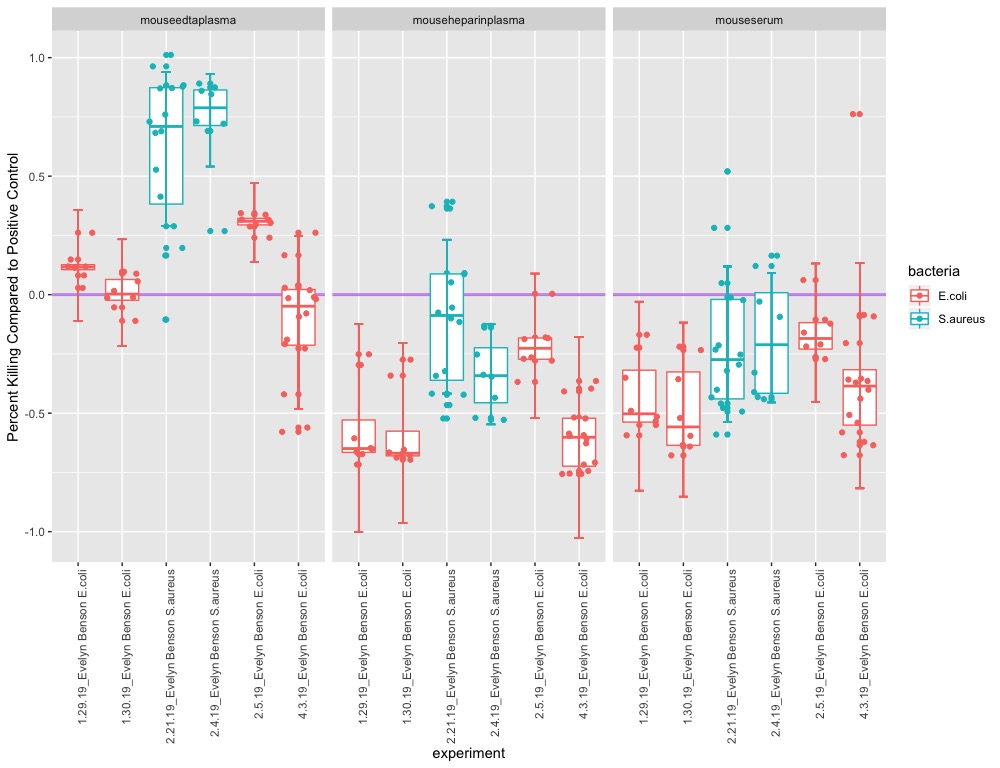 mouseedtaplasma
mouseheparinplasma
mouseserum
Percent Killing Compared to Positive Control
1.0
0.5
0.0
-0.5
-1.0
1.29.19_Evelyn Benson E.coli
1.30.19_Evelyn Benson E.coli
2.21.19_Evelyn Benson S.aureus
2.4.19_Evelyn Benson S.aureus
2.5.19_Evelyn Benson E.coli
4.3.19_Evelyn Benson E.coli
1.29.19_Evelyn Benson E.coli
1.30.19_Evelyn Benson E.coli
2.21.19_Evelyn Benson S.aureus
2.4.19_Evelyn Benson S.aureus
2.5.19_Evelyn Benson E.coli
4.3.19_Evelyn Benson E.coli
1.29.19_Evelyn Benson E.coli
1.30.19_Evelyn Benson E.coli
2.21.19_Evelyn Benson S.aureus
2.4.19_Evelyn Benson S.aureus
2.5.19_Evelyn Benson E.coli
4.3.19_Evelyn Benson E.coli
experiment
bacteria
E.coli
S.aureus